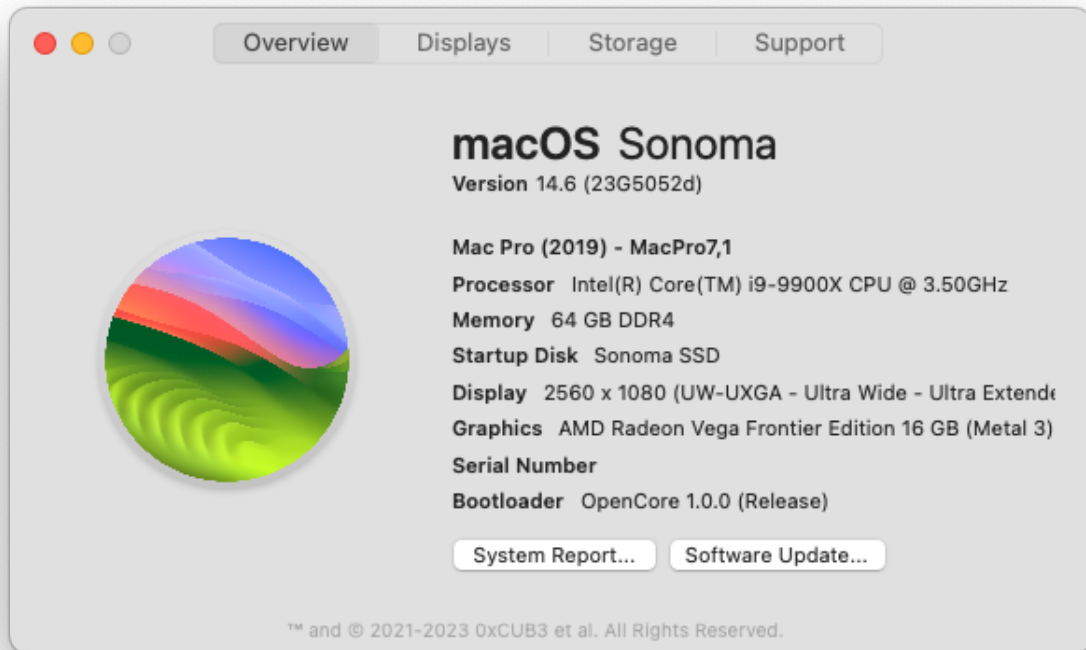 Overview Displays Storage Support
macOS Sonoma
Version 14.6 (23G5052d)
Mac Pro (2019) - MacPro7,1
Processor Intel(R) Core(TM) i9-9900X CPU @ 3.50GHz
Memory 64 GB DDR4
Startup Disk Sonoma SSD
Display 2560 x 1080 (UW-UXGA - Ultra Wide - Ultra Extende
Graphics AMD Radeon Vega Frontier Edition 16 GB (Metal 3)
Serial Number
Bootloader OpenCore 1.0.0 (Release)
System Report... Software Update...
™ and © 2021-2023 0xCUB3 et al. All Rights Reserved.